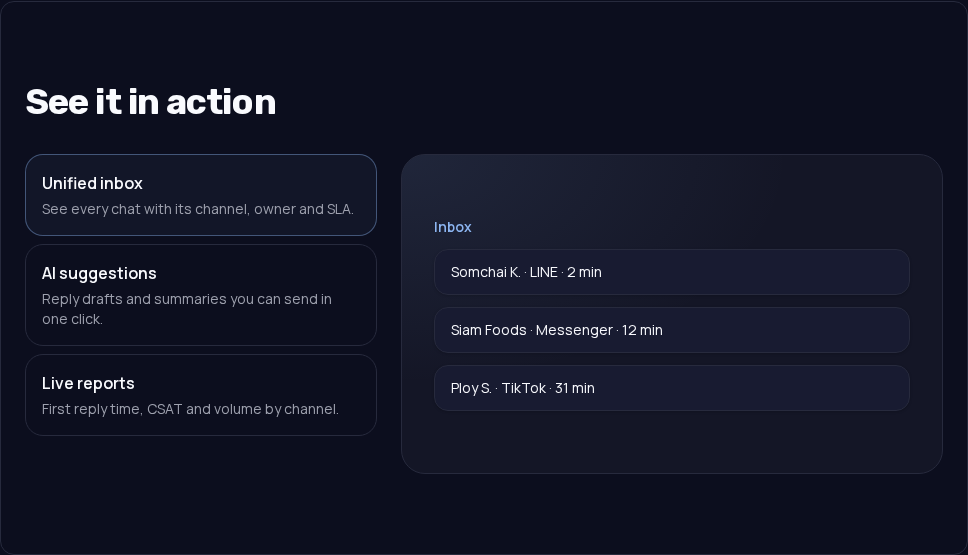 See it in action
Unified inbox
See every chat with its channel, owner and SLA.
AI suggestions
Reply drafts and summaries you can send in
one click.
Live reports
First reply time, CSAT and volume by channel.
Inbox
Somchai K. · LINE · 2 min
Siam Foods · Messenger · 12 min
Ploy S. · TikTok · 31 min